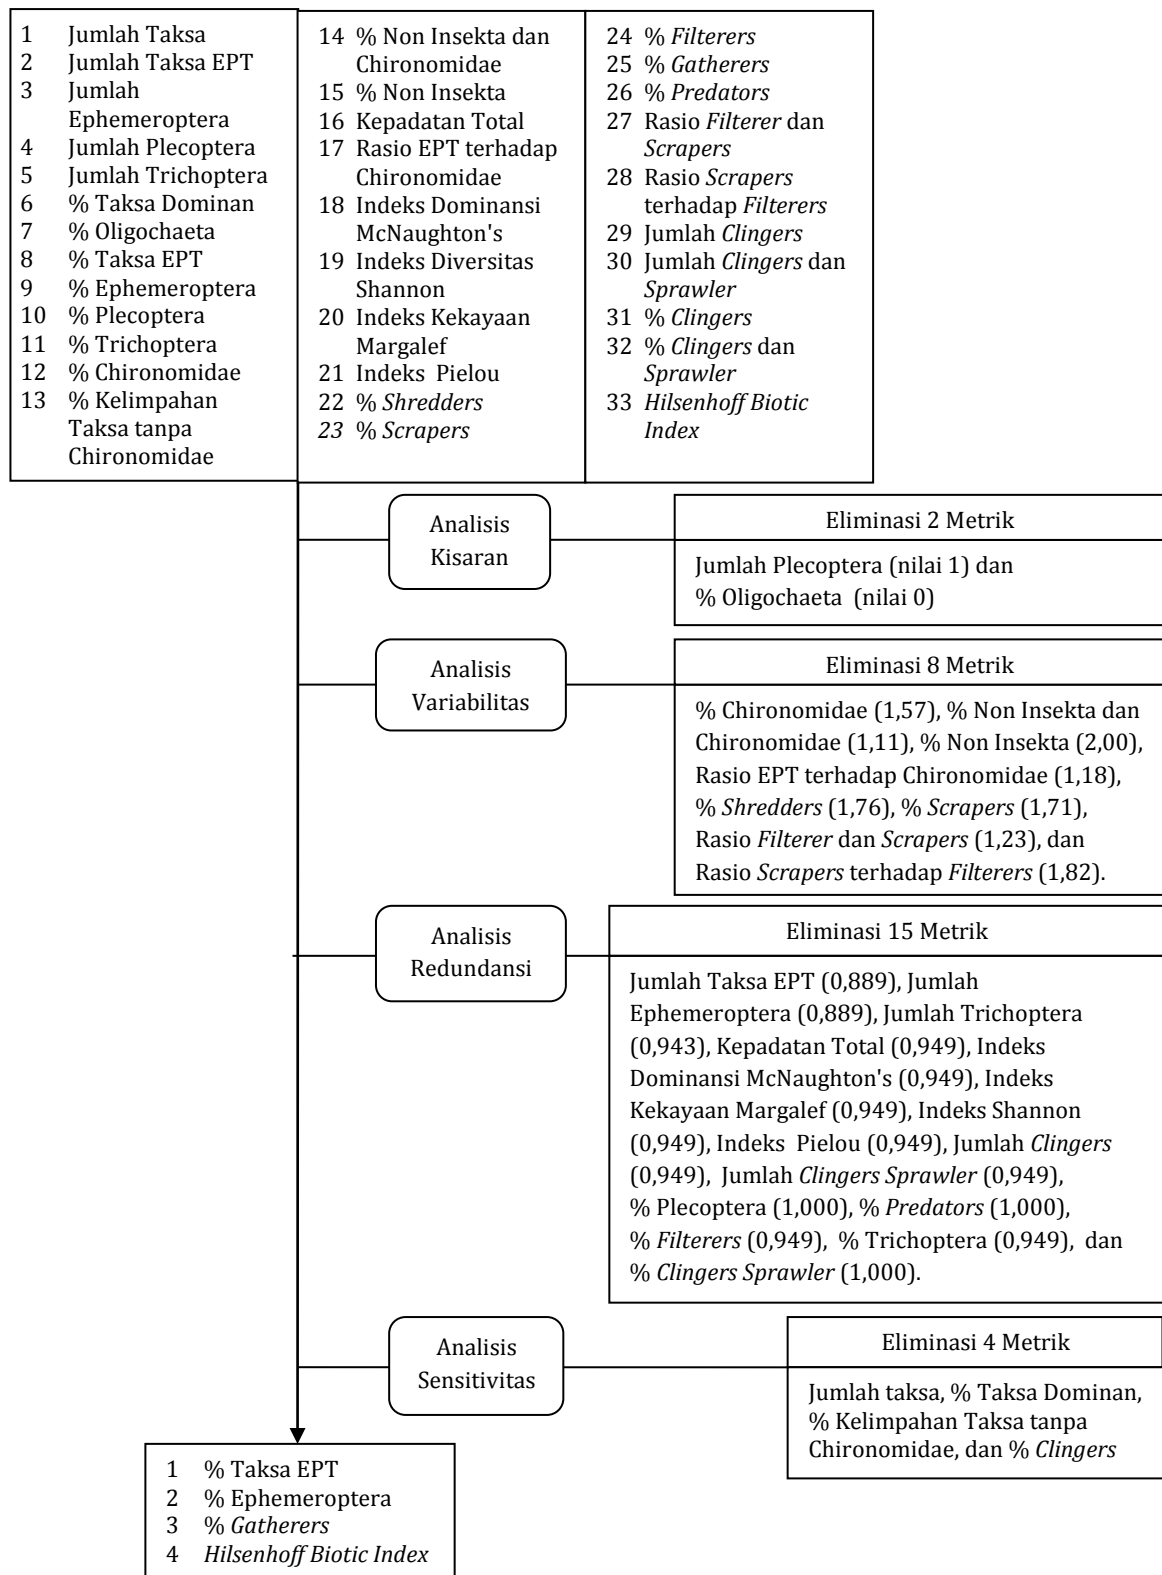 1 Jumlah Taksa
2 Jumlah Taksa EPT
3 Jumlah
Ephemeroptera
4 Jumlah Plecoptera
5 Jumlah Trichoptera
6 % Taksa Dominan
7 % Oligochaeta
8 % Taksa EPT
9 % Ephemeroptera
10 % Plecoptera
11 % Trichoptera
12 % Chironomidae
13 % Kelimpahan
Taksa tanpa
Chironomidae
14 % Non Insekta dan
Chironomidae
15 % Non Insekta
16 Kepadatan Total
17 Rasio EPT terhadap
Chironomidae
18 Indeks Dominansi
McNaughton's
19 Indeks Diversitas
Shannon
20 Indeks Kekayaan
Margalef
21 Indeks Pielou
22 % Shredders
23 % Scrapers
24 % Filterers
25 % Gatherers
26 % Predators
27 Rasio Filterer dan
Scrapers
28 Rasio Scrapers
terhadap Filterers
29 Jumlah Clingers
30 Jumlah Clingers dan
Sprawler
31 % Clingers
32 % Clingers dan
Sprawler
33 Hilsenhoff Biotic
Index
Analisis
Kisaran
Eliminasi 2 Metrik
Jumlah Plecoptera (nilai 1) dan
% Oligochaeta (nilai 0)
Analisis
Variabilitas
Eliminasi 8 Metrik
% Chironomidae (1,57), % Non Insekta dan
Chironomidae (1,11), % Non Insekta (2,00),
Rasio EPT terhadap Chironomidae (1,18),
% Shredders (1,76), % Scrapers (1,71),
Rasio Filterer dan Scrapers (1,23), dan
Rasio Scrapers terhadap Filterers (1,82).
Analisis
Redundansi
Eliminasi 15 Metrik
Jumlah Taksa EPT (0,889), Jumlah
Ephemeroptera (0,889), Jumlah Trichoptera
(0,943), Kepadatan Total (0,949), Indeks
Dominansi McNaughton's (0,949), Indeks
Kekayaan Margalef (0,949), Indeks Shannon
(0,949), Indeks Pielou (0,949), Jumlah Clingers
(0,949), Jumlah Clingers Sprawler (0,949),
% Plecoptera (1,000), % Predators (1,000),
% Filterers (0,949), % Trichoptera (0,949), dan
% Clingers Sprawler (1,000).
Analisis
Sensitivitas
Eliminasi 4 Metrik
Jumlah taksa, % Taksa Dominan,
% Kelimpahan Taksa tanpa
Chironomidae, dan % Clingers
1 % Taksa EPT
2 % Ephemeroptera
3 % Gatherers
4 Hilsenhoff Biotic Index